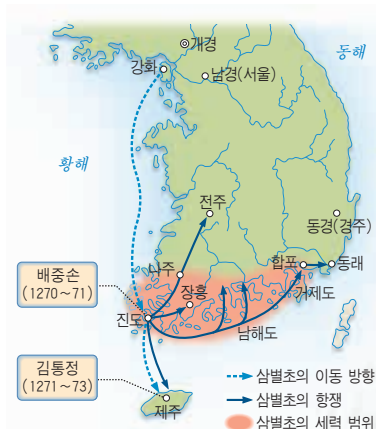 개경
강화
남경(서울)
동해
황해
전주
동경(경주)
나주
장흥
합포
동래
거제도
남해도
진도
제주
배중손
(1270~71)
김통정
(1271~73)
삼별초의 이동 방향
삼별초의 항쟁
삼별초의 세력 범위